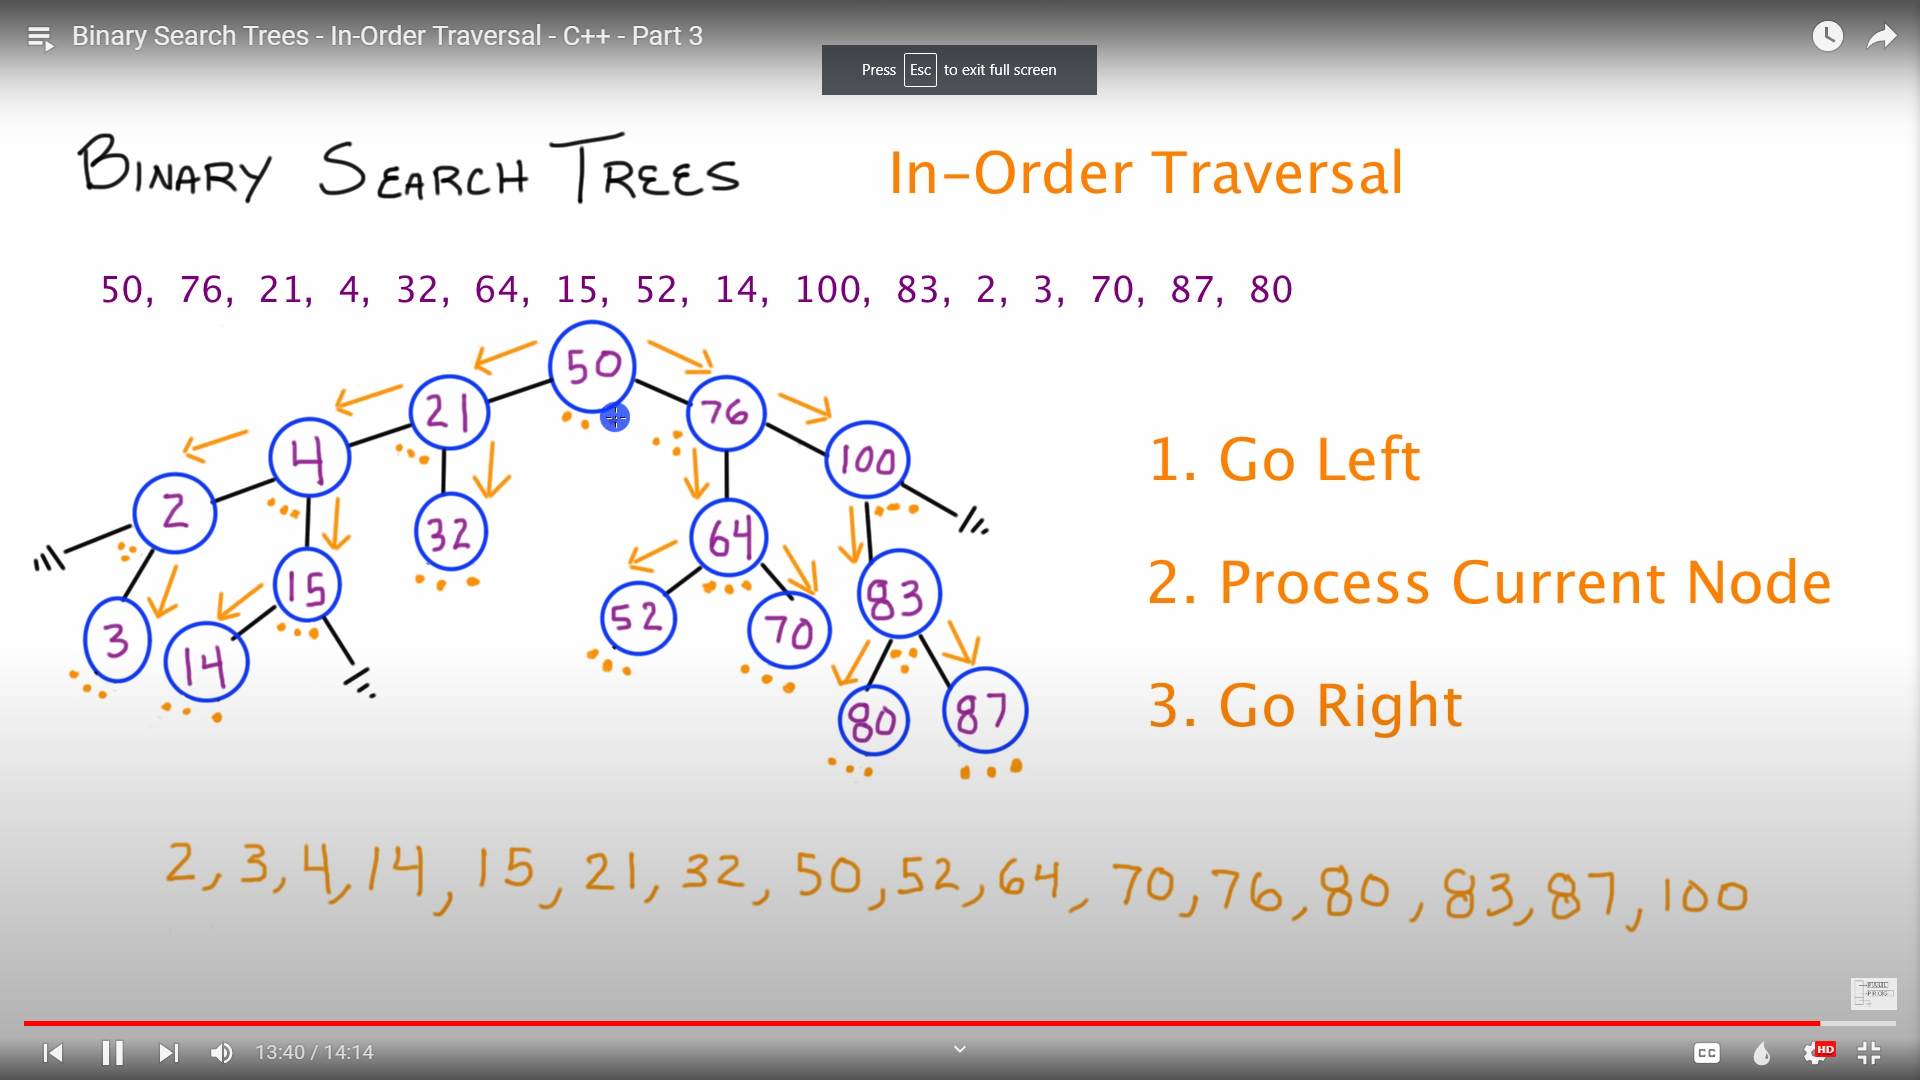 Binary Search Trees - In-Order Traversal - C++ - Part 3
Press Esc to exit full screen
BINARY SEARCH TREES
In-Order Traversal
50, 76, 21, 4, 32, 64, 15, 52, 14, 100, 83, 2, 3, 70, 87, 80
50
21
76
4
100
2
32
64
15
83
52
70
3
14
80
87
1. Go Left
2. Process Current Node
3. Go Right
2, 3, 4, 14, 15, 21, 32, 50, 52, 64, 70, 76, 80, 83, 87, 100
13:40 / 14:14
CC
HD